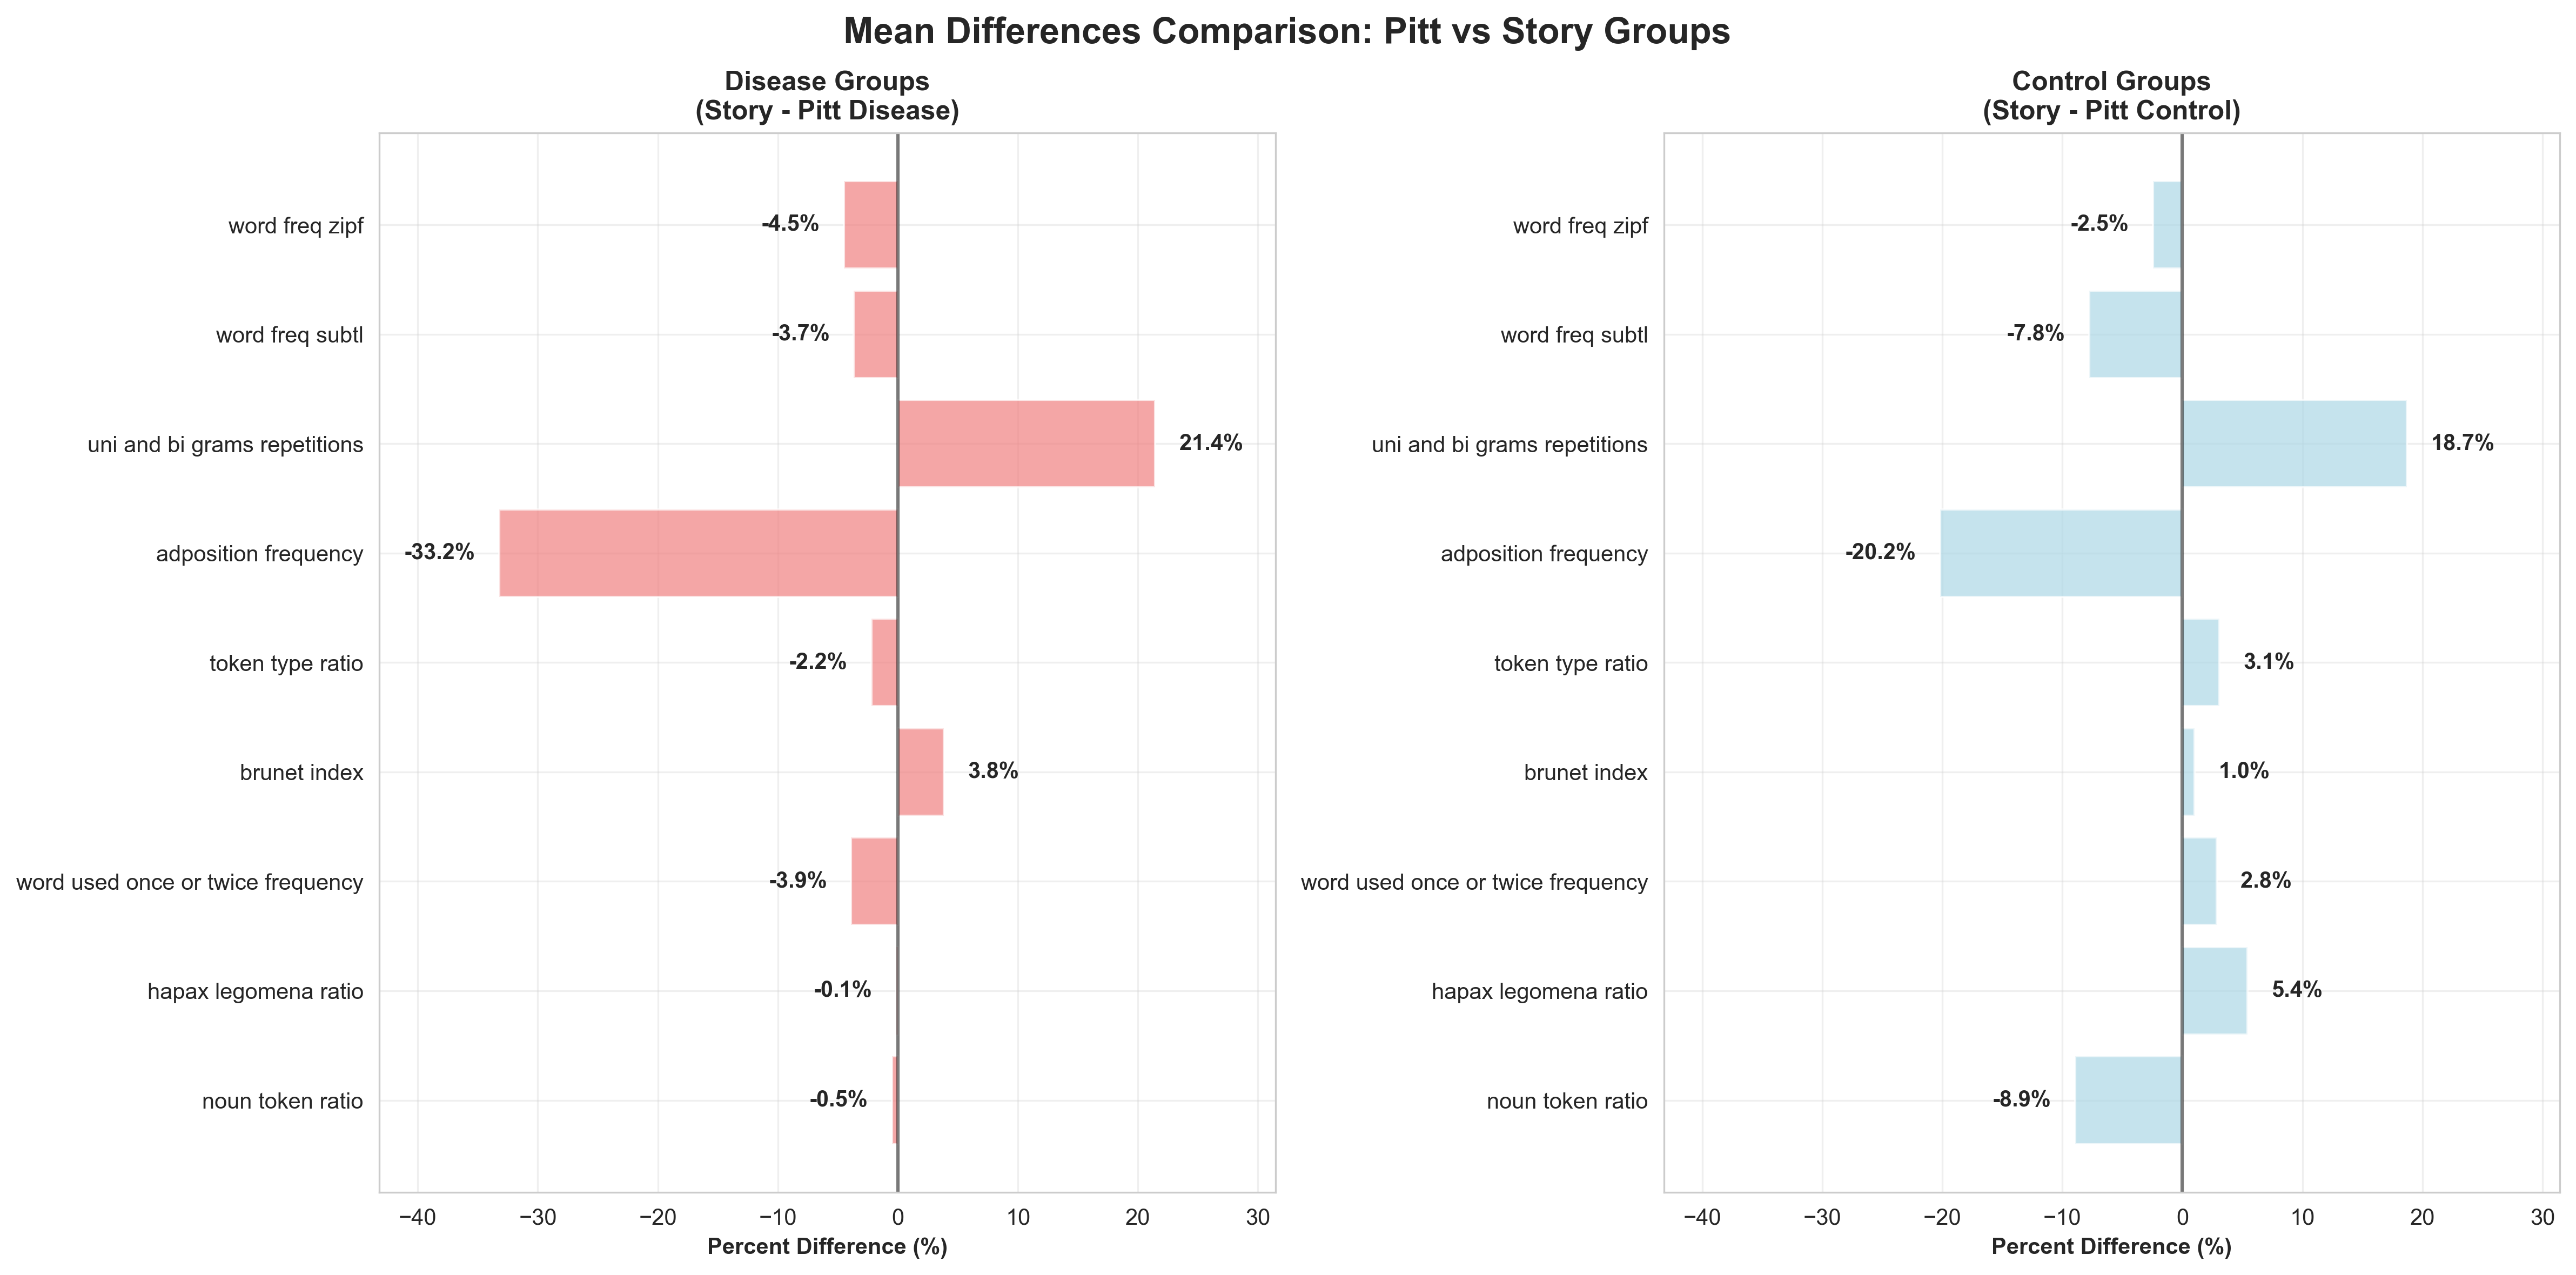 Mean Differences Comparison: Pitt vs Story Groups
Disease Groups
(Story - Pitt Disease)
word freq zipf
-4.5%
word freq subtl
-3.7%
uni and bi grams repetitions
21.4%
adposition frequency
-33.2%
token type ratio
-2.2%
brunet index
3.8%
word used once or twice frequency
-3.9%
hapax legomena ratio
-0.1%
noun token ratio
-0.5%
−40 −30 −20 −10 0 10 20 30
Percent Difference (%)
Control Groups
(Story - Pitt Control)
word freq zipf
-2.5%
word freq subtl
-7.8%
uni and bi grams repetitions
18.7%
adposition frequency
-20.2%
token type ratio
3.1%
brunet index
1.0%
word used once or twice frequency
2.8%
hapax legomena ratio
5.4%
noun token ratio
-8.9%
−40 −30 −20 −10 0 10 20 30
Percent Difference (%)